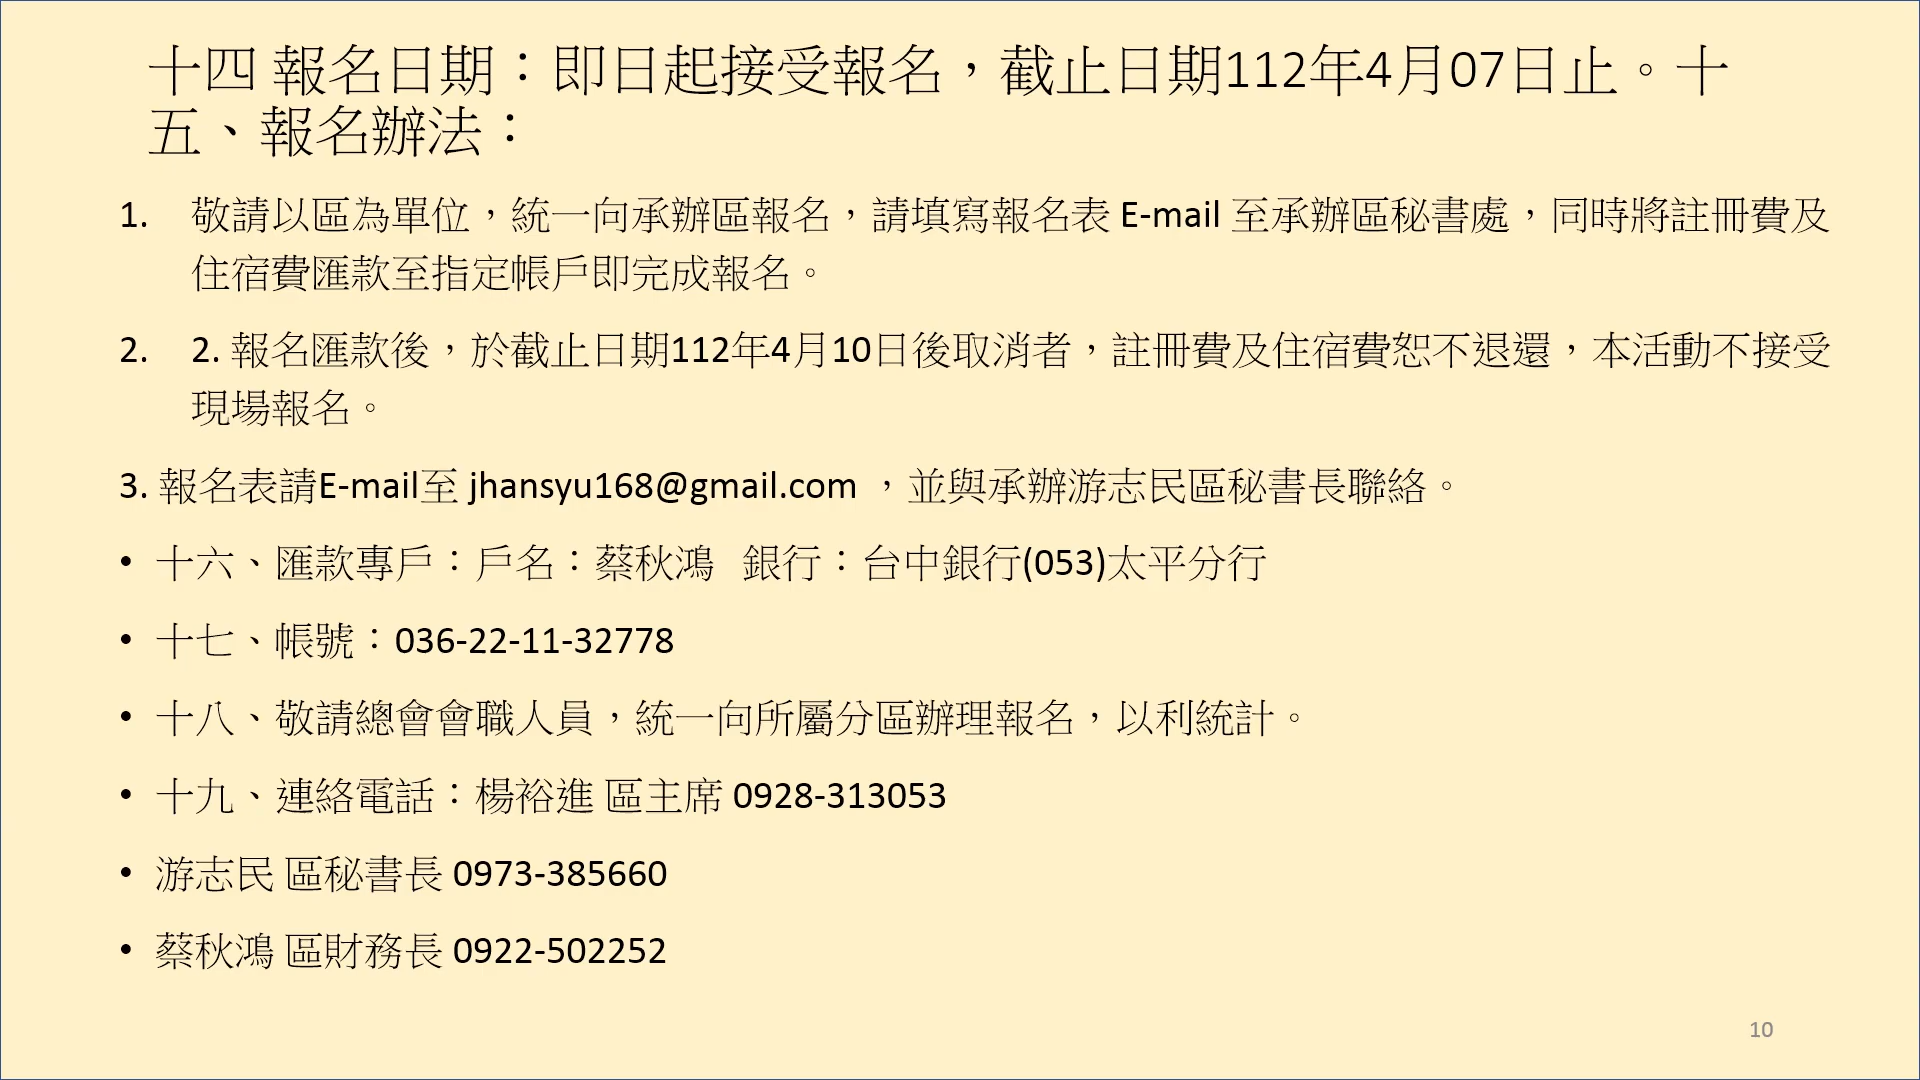 十四 報名日期：即日起接受報名，截止日期112年4月07日止。十
五、報名辦法：
1. 敬請以區為單位，統一向承辦區報名，請填寫報名表 E-mail 至承辦區秘書處，同時將註冊費及
住宿費匯款至指定帳戶即完成報名。
2. 2. 報名匯款後，於截止日期112年4月10日後取消者，註冊費及住宿費恕不退還，本活動不接受
現場報名。
3. 報名表請E-mail至 jhansyu168@gmail.com ，並與承辦游志民區秘書長聯絡。
• 十六、匯款專戶：戶名：蔡秋鴻 銀行：台中銀行(053)太平分行
• 十七、帳號：036-22-11-32778
• 十八、敬請總會會職人員，統一向所屬分區辦理報名，以利統計。
• 十九、連絡電話：楊裕進 區主席 0928-313053
• 游志民 區秘書長 0973-385660
• 蔡秋鴻 區財務長 0922-502252
10